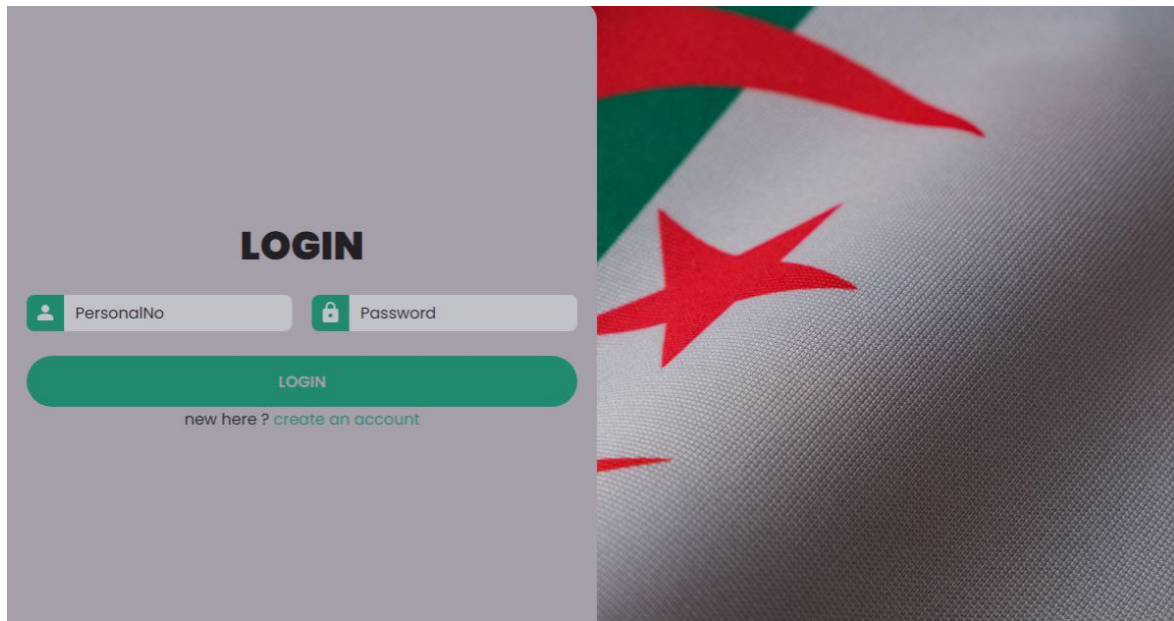 LOGIN
PersonalNo
Password
LOGIN
new here ? create an account